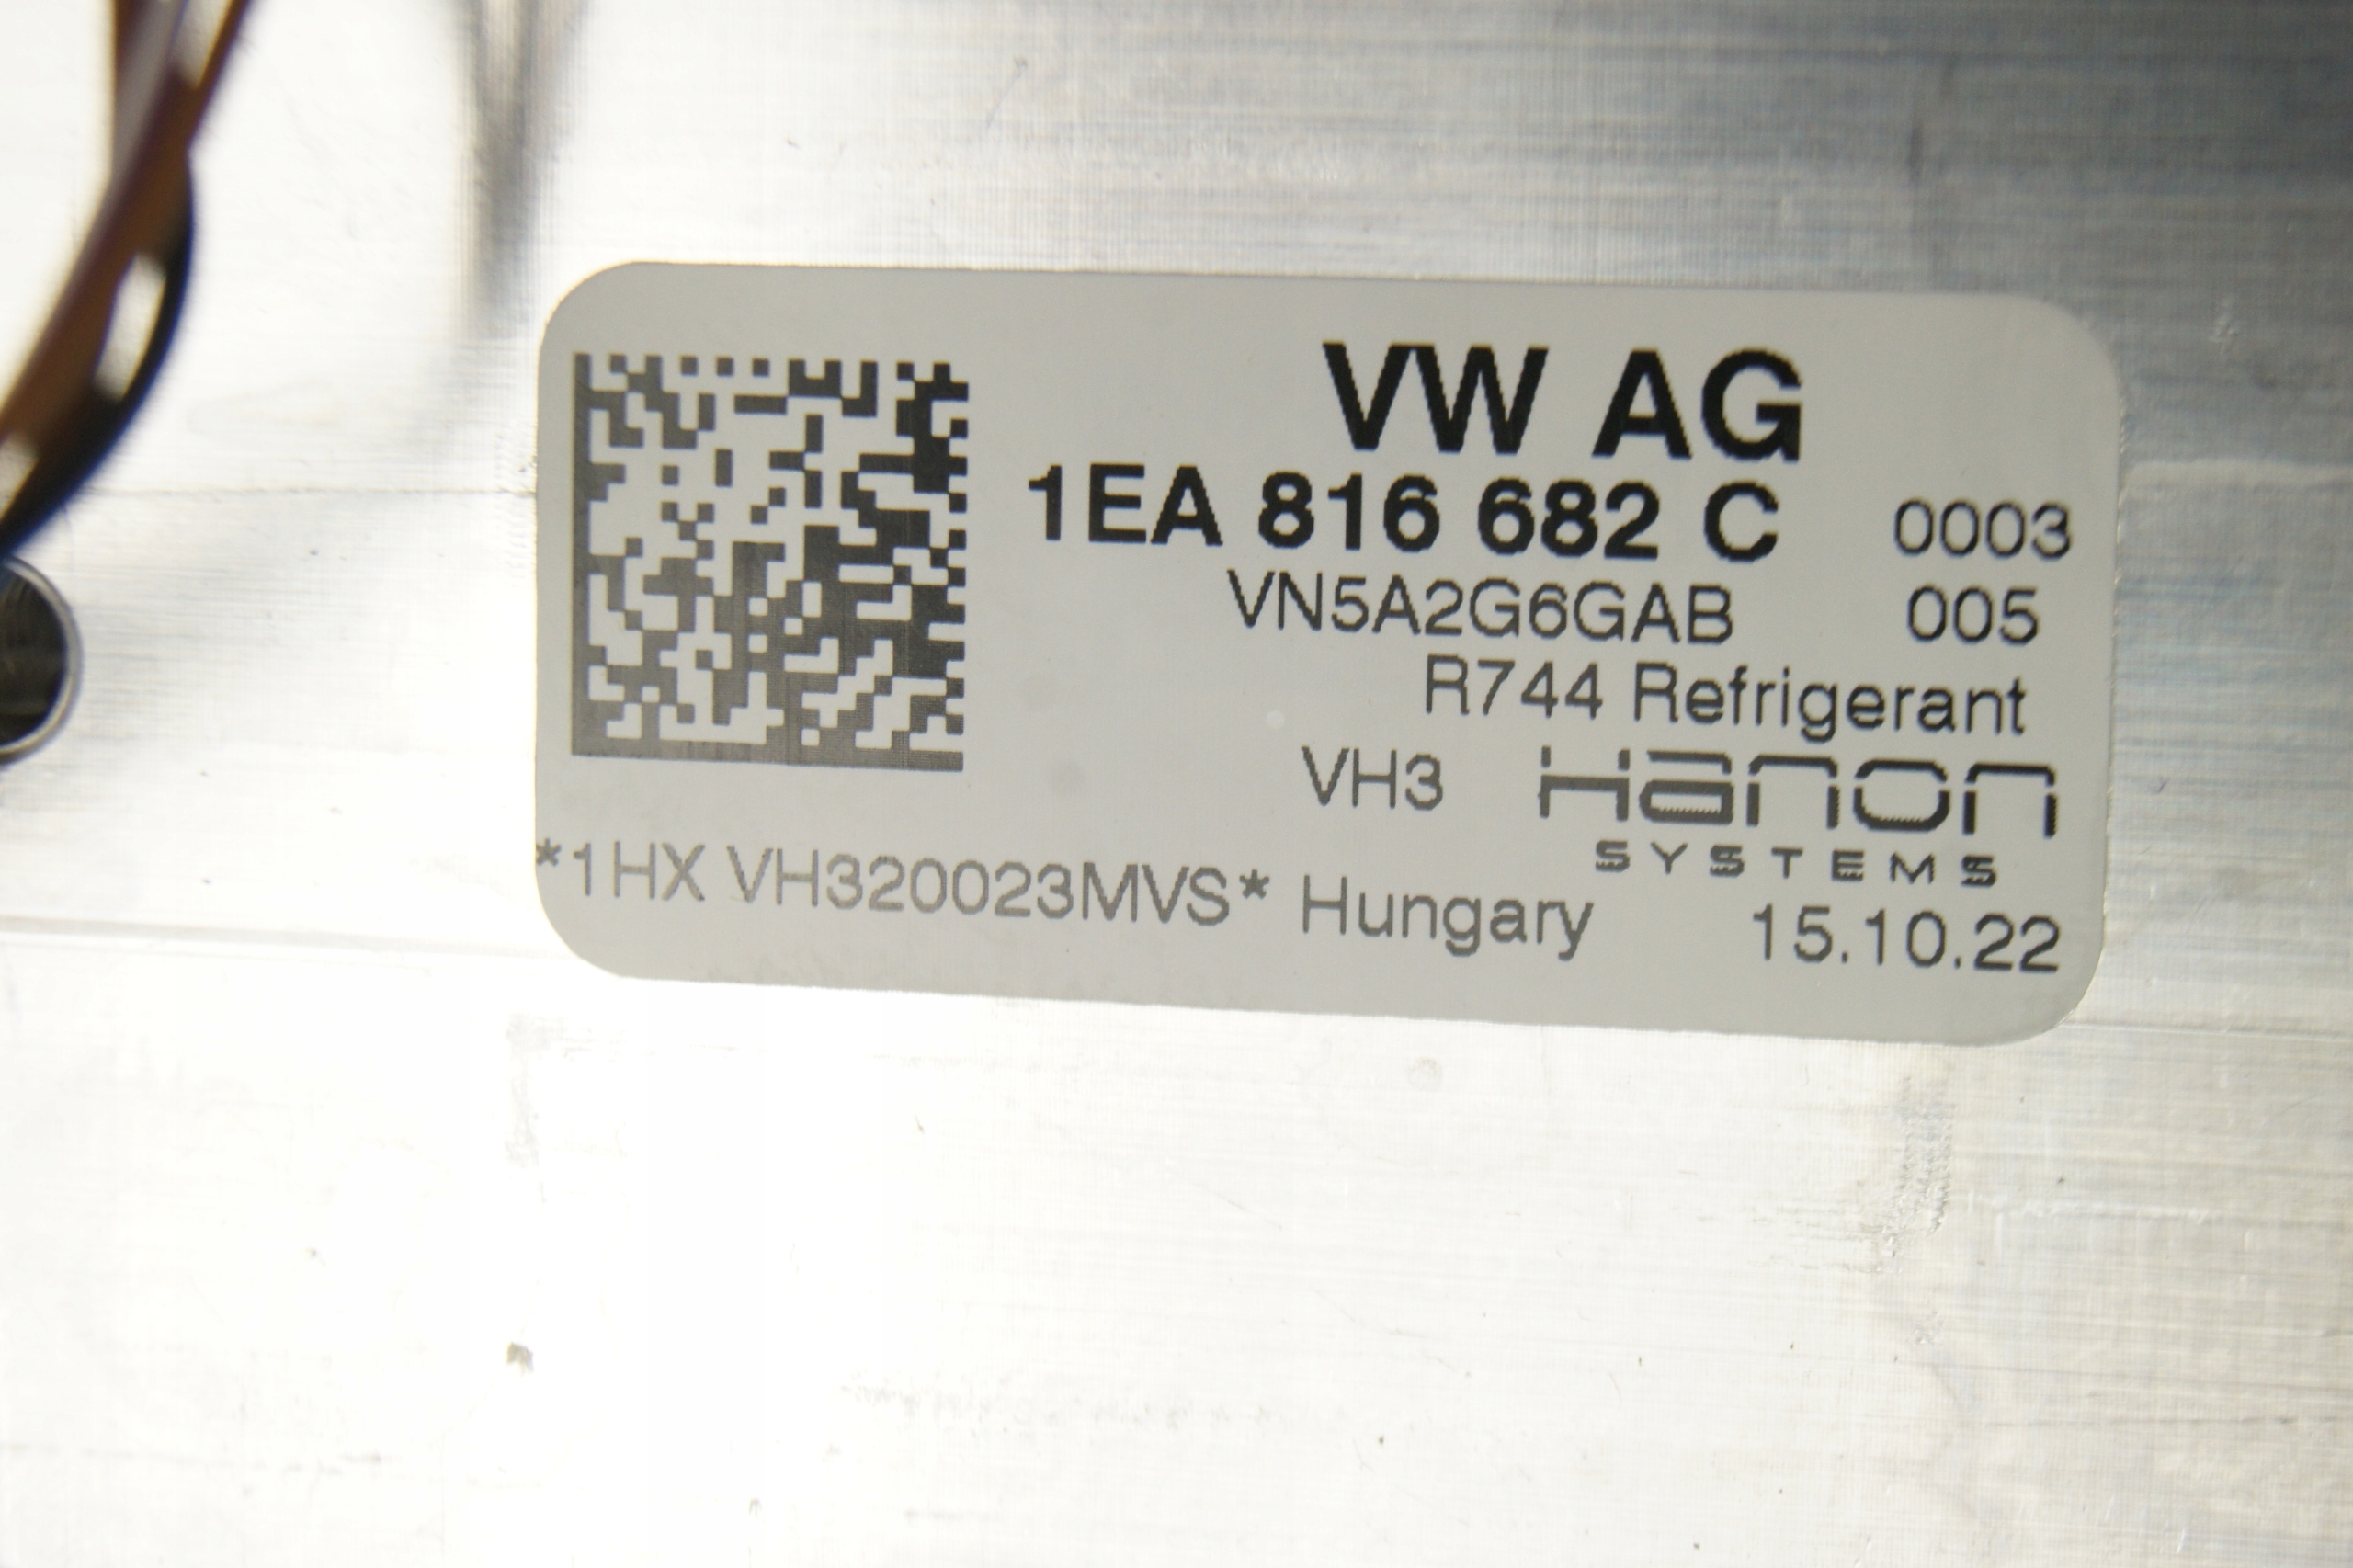 VW AG
1EA 816 682 C 0003
VN5A2G6GAB 005
R744 Refrigerant
VH3 Hanon
SYSTEMS
*1HX VH320023MVS* Hungary 15.10.22